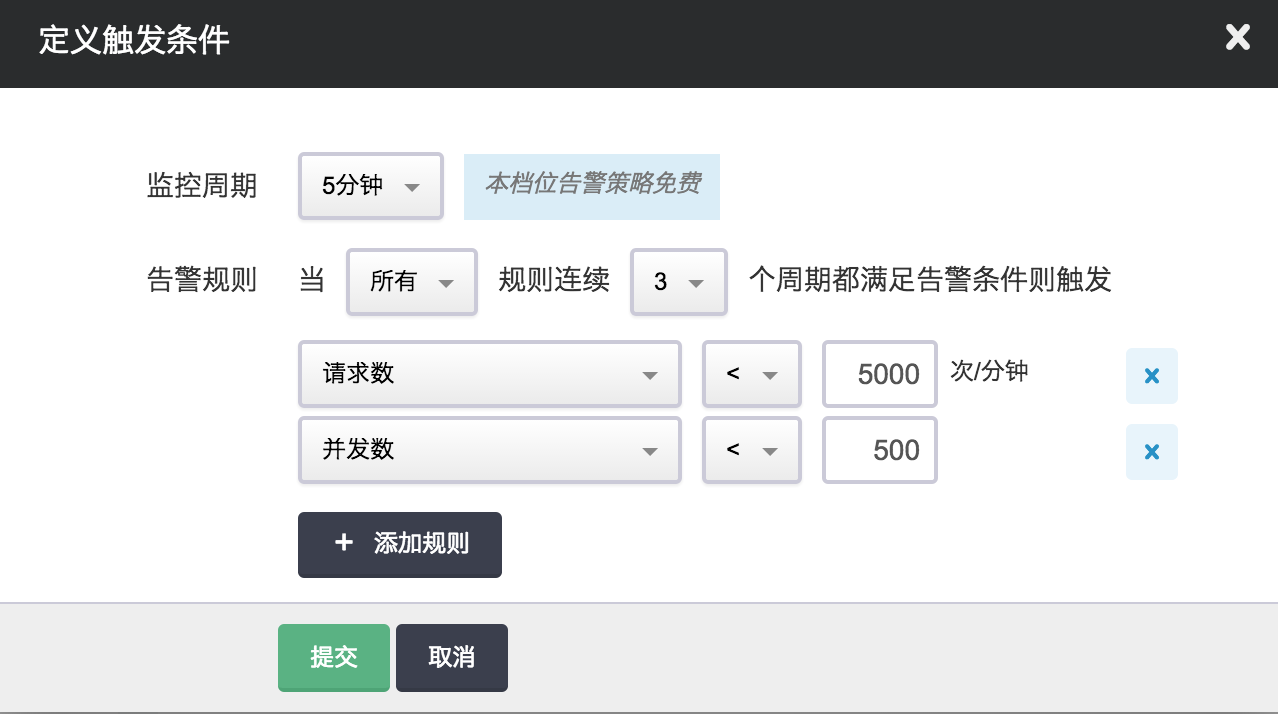 定义触发条件
监控周期 5分钟 本档位告警策略免费
告警规则 当 所有 规则连续 3 个周期都满足告警条件则触发
请求数 < 5000 次/分钟
并发数 < 500
+ 添加规则
提交 取消